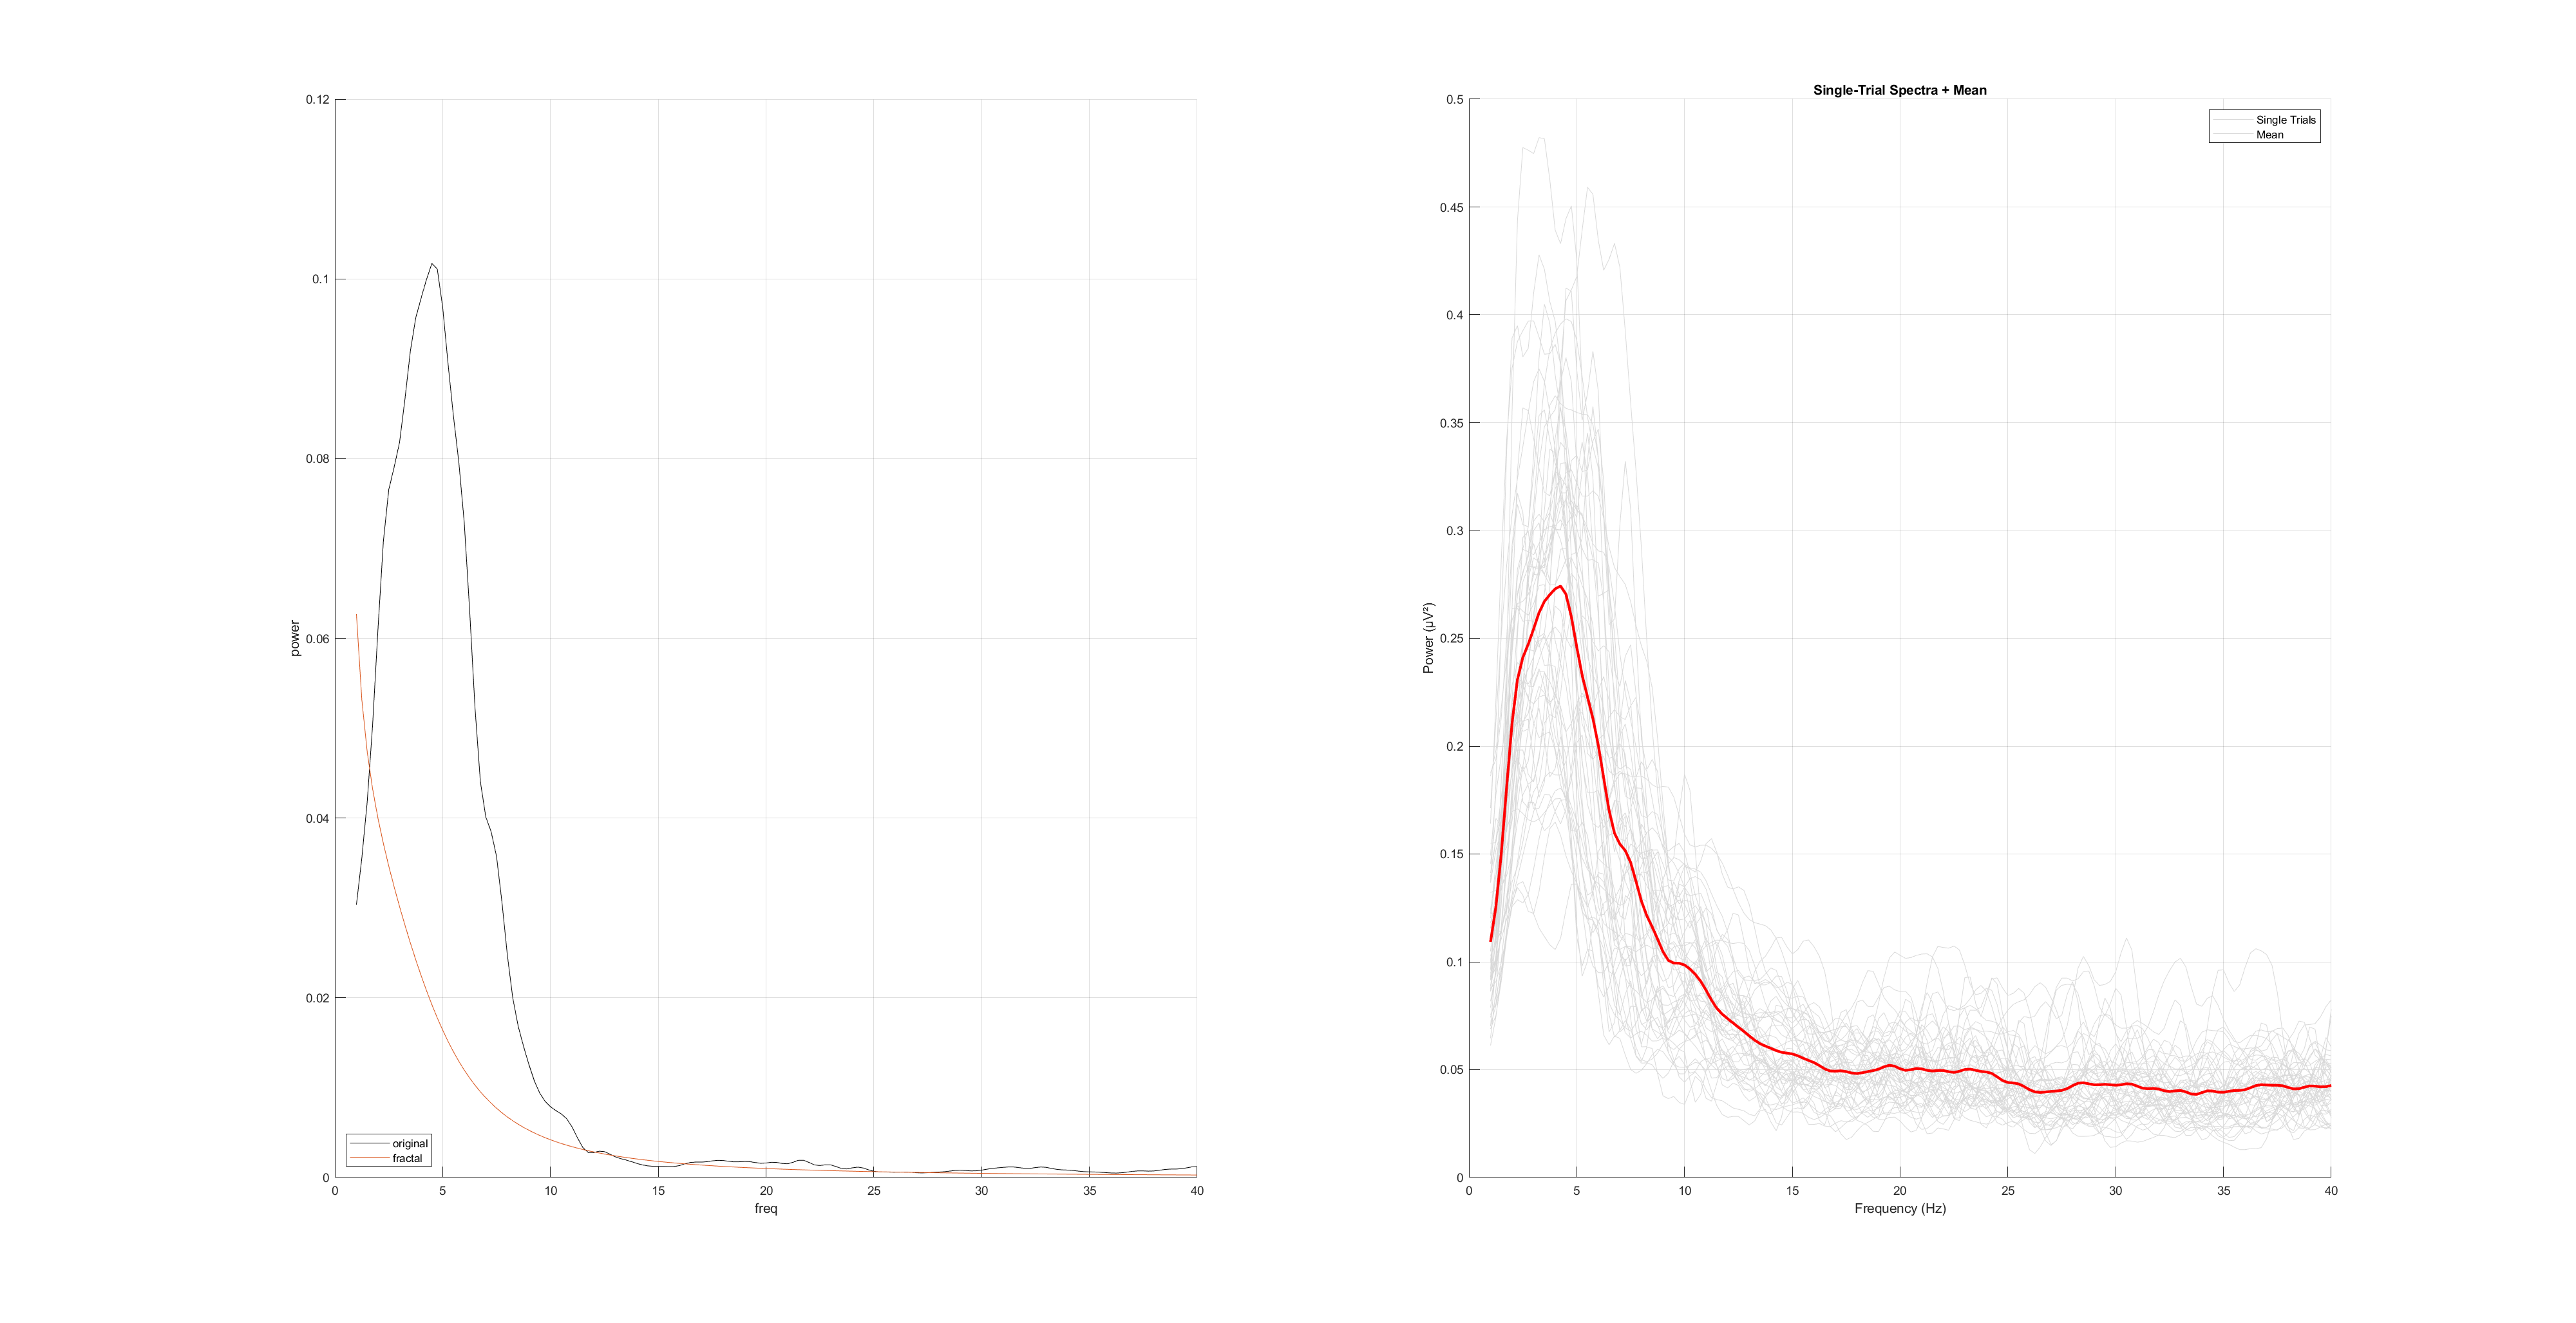 0.12
0.1
0.08
0.06
0.04
0.02
0
power
original
fractal
0 5 10 15 20 25 30 35 40
freq
Single-Trial Spectra + Mean
Single Trials
Mean
0.5
0.45
0.4
0.35
0.3
0.25
0.2
0.15
0.1
0.05
0
Power (µV²)
0 5 10 15 20 25 30 35 40
Frequency (Hz)